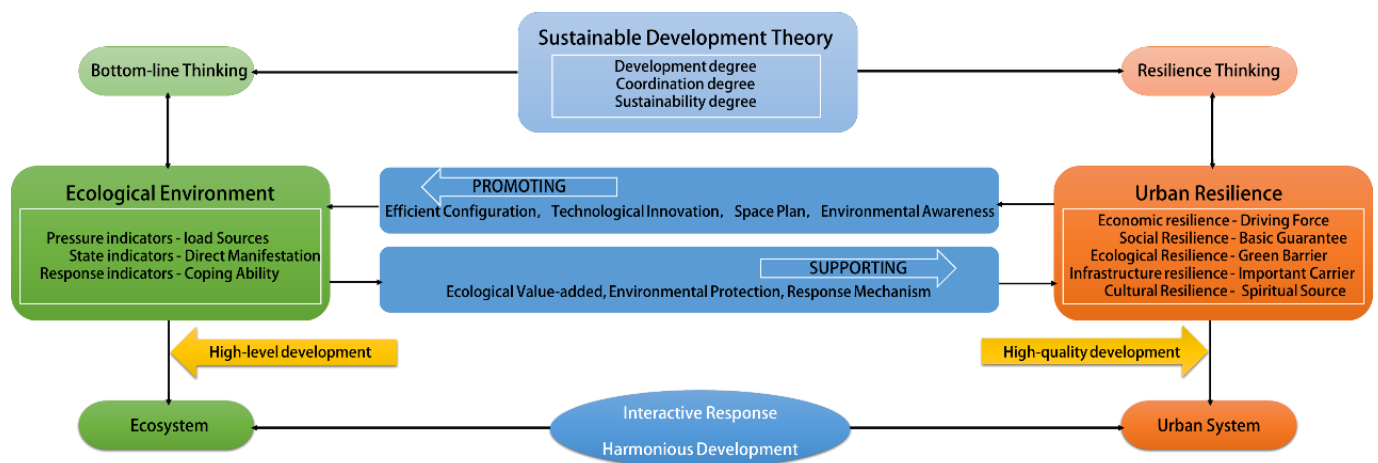 Sustainable Development Theory
Development degree
Coordination degree
Sustainability degree
Bottom-line Thinking
Resilience Thinking
Ecological Environment
Pressure indicators - load Sources
State indicators - Direct Manifestation
Response indicators - Coping Ability
PROMOTING
Efficient Configuration, Technological Innovation, Space Plan, Environmental Awareness
SUPPORTING
Ecological Value-added, Environmental Protection, Response Mechanism
Urban Resilience
Economic resilience - Driving Force
Social Resilience - Basic Guarantee
Ecological Resilience - Green Barrier
Infrastructure resilience - Important Carrier
Cultural Resilience - Spiritual Source
High-level development
High-quality development
Ecosystem
Interactive Response
Harmonious Development
Urban System